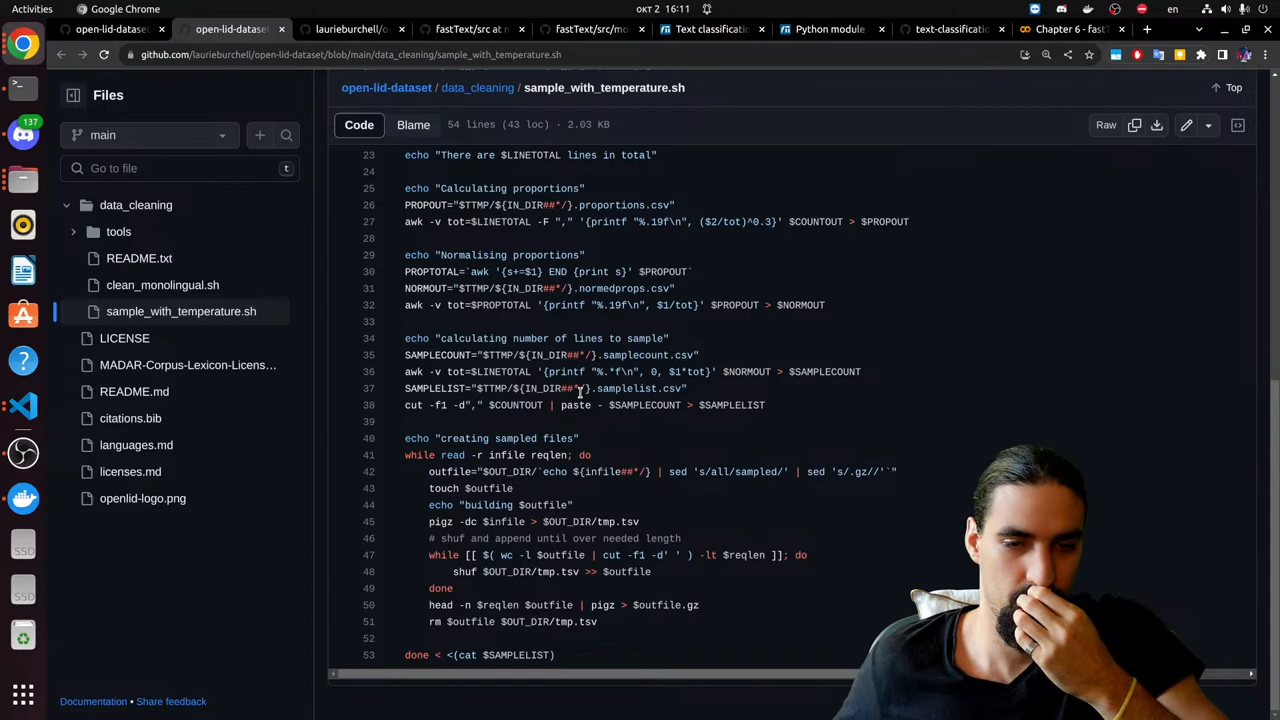 Activities
Google Chrome
окт 2 16:11
en
open-lid-dataset
open-lid-dataset
laurieburchell/open-lid
fastText/src at m
fastText/src/mo
Text classificatio
Python module
text-classification
Chapter 6 - fastT
github.com/laurieburchell/open-lid-dataset/blob/main/data_cleaning/sample_with_temperature.sh
137
Files
main
Go to file
t
data_cleaning
tools
README.txt
clean_monolingual.sh
sample_with_temperature.sh
LICENSE
MADAR-Corpus-Lexicon-Licens...
README.md
citations.bib
languages.md
licenses.md
openlid-logo.png
Documentation • Share feedback
open-lid-dataset / data_cleaning / sample_with_temperature.sh
Top
Code
Blame
54 lines (43 loc) · 2.03 KB
Raw
23 echo "There are $LINETOTAL lines in total"
24
25 echo "Calculating proportions"
26 PROPOUT="$TTMP/${IN_DIR##*/}.proportions.csv"
27 awk -v tot=$LINETOTAL -F "," '{printf "%.19f\n", ($2/tot)^0.3}' $COUNTOUT > $PROPOUT
28
29 echo "Normalising proportions"
30 PROPTOTAL=`awk '{s+=$1} END {print s}' $PROPOUT`
31 NORMOUT="$TTMP/${IN_DIR##*/}.normedprops.csv"
32 awk -v tot=$PROPTOTAL '{printf "%.19f\n", $1/tot}' $PROPOUT > $NORMOUT
33
34 echo "calculating number of lines to sample"
35 SAMPLECOUNT="$TTMP/${IN_DIR##*/}.samplecount.csv"
36 awk -v tot=$LINETOTAL '{printf "%.*f\n", 0, $1*tot}' $NORMOUT > $SAMPLECOUNT
37 SAMPLELIST="$TTMP/${IN_DIR##*/}.samplelist.csv"
38 cut -f1 -d"," $COUNTOUT | paste - $SAMPLECOUNT > $SAMPLELIST
39
40 echo "creating sampled files"
41 while read -r infile reqlen; do
42 outfile="$OUT_DIR/`echo ${infile##*/} | sed 's/all/sampled/' | sed 's/.gz//'`"
43 touch $outfile
44 echo "building $outfile"
45 pigz -dc $infile > $OUT_DIR/tmp.tsv
46 # shuf and append until over needed length
47 while [[ $( wc -l $outfile | cut -f1 -d' ' ) -lt $reqlen ]]; do
48 shuf $OUT_DIR/tmp.tsv >> $outfile
49 done
50 head -n $reqlen $outfile | pigz > $outfile.gz
51 rm $outfile $OUT_DIR/tmp.tsv
52
53 done < <(cat $SAMPLELIST)